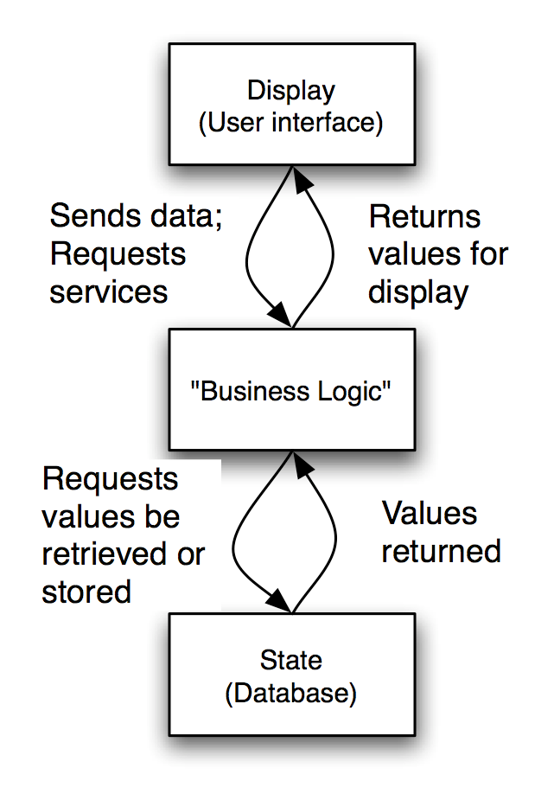 Display
(User interface)
Sends data;
Requests
services
Returns
values for
display
"Business Logic"
Requests
values be
retrieved or
stored
Values
returned
State
(Database)